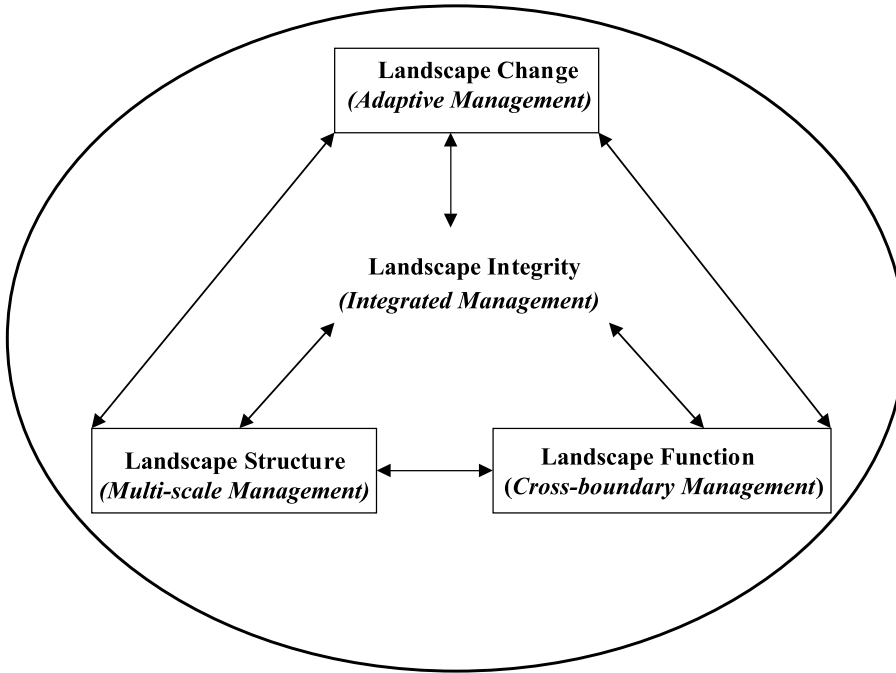 Landscape Change
(Adaptive Management)
Landscape Integrity
(Integrated Management)
Landscape Structure
(Multi-scale Management)
Landscape Function
(Cross-boundary Management)